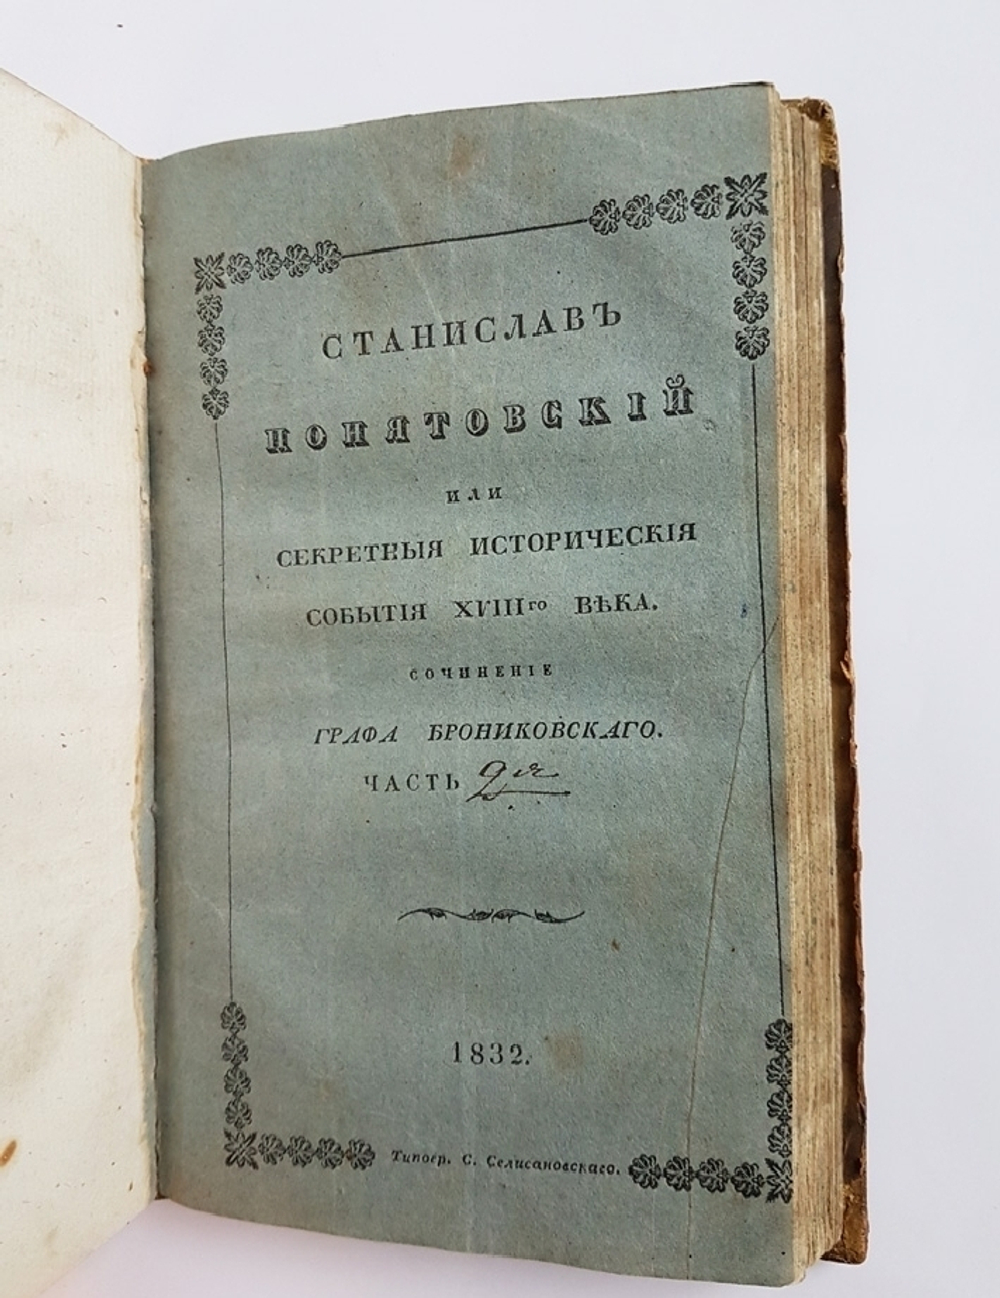 СТАНИСЛАВЪ
ПОНЯТОВСКІЙ
ИЛИ
СЕКРЕТНЫЯ ИСТОРИЧЕСКІЯ
СОБЫТІЯ XVIIIго ВѢКА.
СОЧИНЕНІЕ
ГРАФА БРОНИКОВСКАГО.
ЧАСТЬ 2я
1832.
Типогр. С. Селивановскаго.